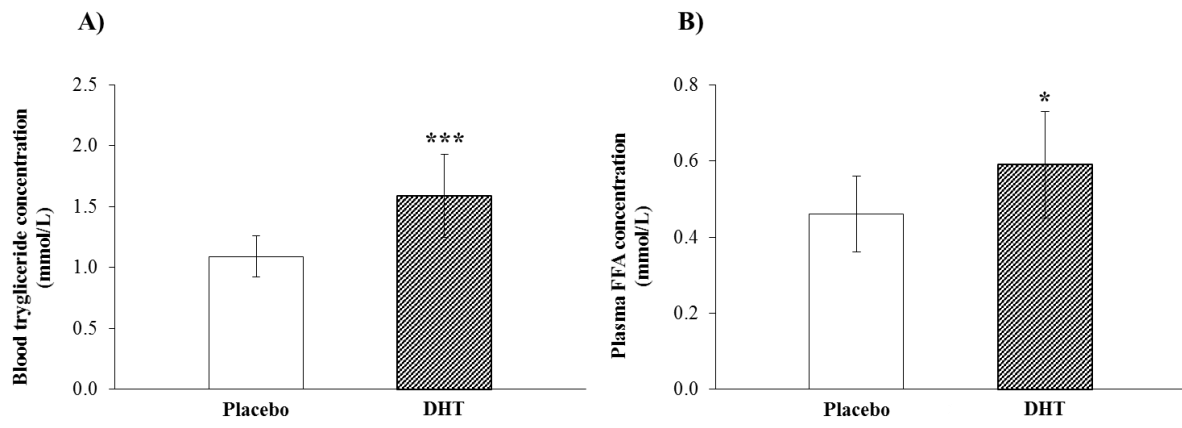 A)
Blood trygliceride concentration
(mmol/L)
2.5
2.0
1.5
1.0
0.5
0.0
***
Placebo
DHT
B)
Plasma FFA concentration
(mmol/L)
0.8
0.6
0.4
0.2
0.0
*
Placebo
DHT